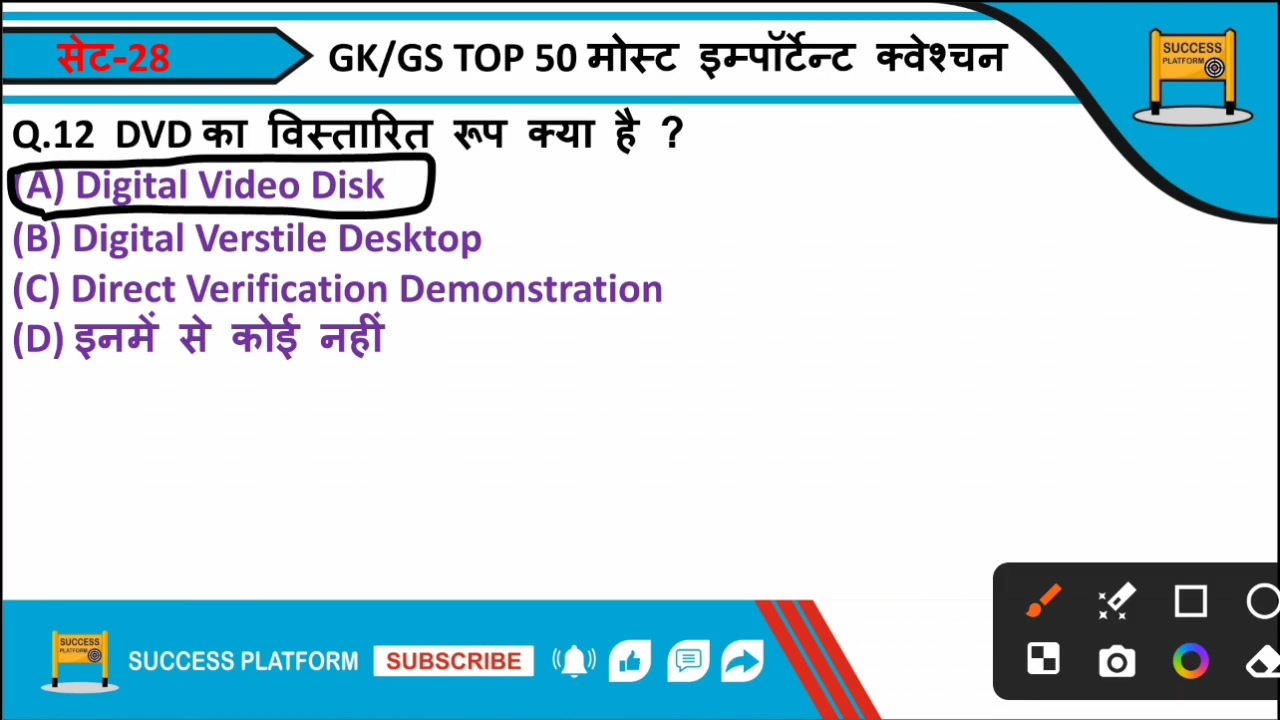 सेट-28
GK/GS TOP 50 मोस्ट इम्पॉर्टेन्ट क्वेश्चन
SUCCESS
PLATFORM
Q.12 DVD का विस्तारित रूप क्या है ?
(A) Digital Video Disk
(B) Digital Verstile Desktop
(C) Direct Verification Demonstration
(D) इनमें से कोई नहीं
SUCCESS
PLATFORM
SUCCESS PLATFORM
SUBSCRIBE